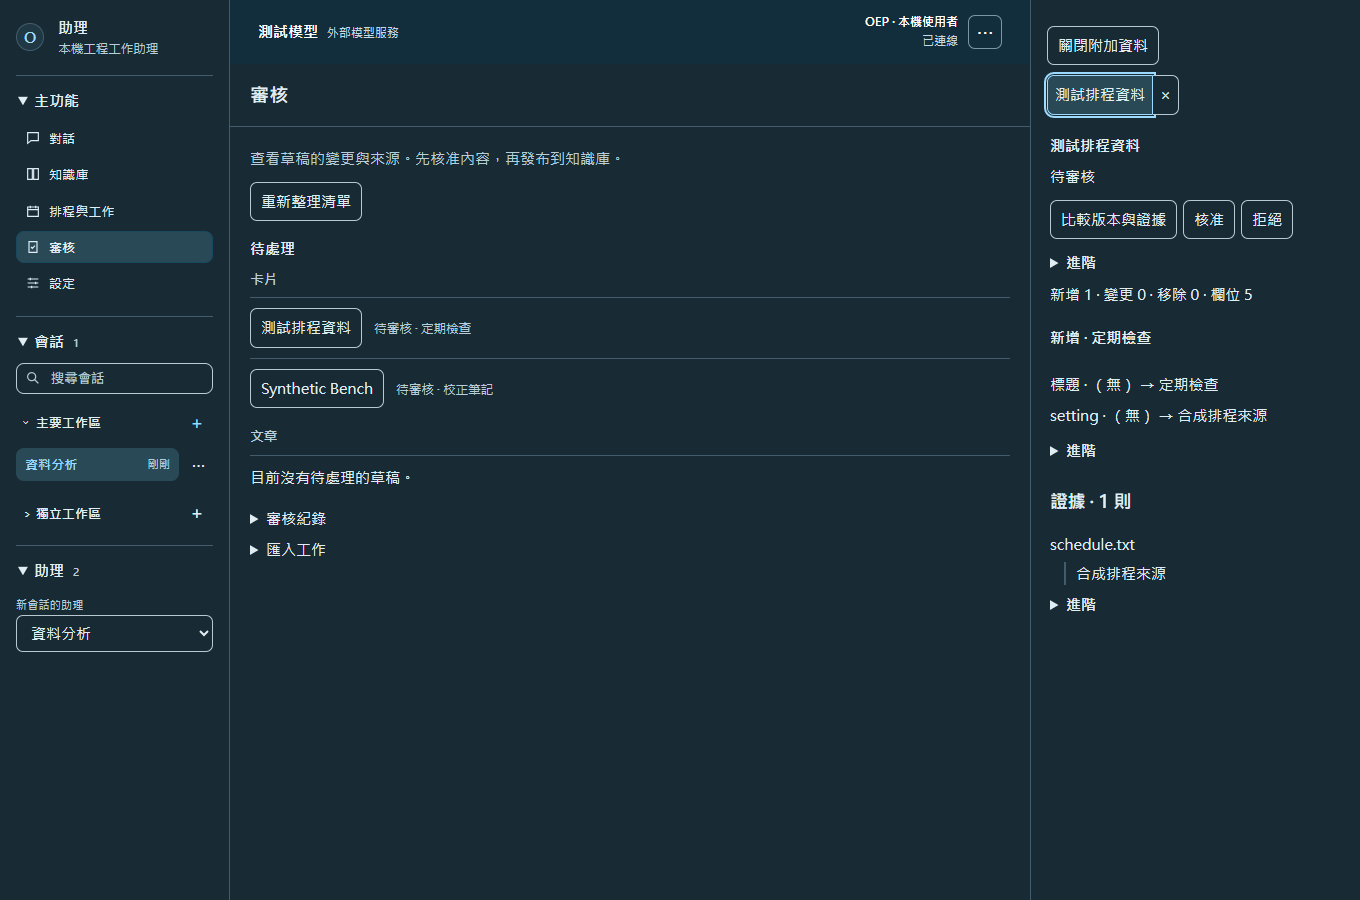 O
助理
本機工程工作助理
▼ 主功能
對話
知識庫
排程與工作
審核
設定
▼ 會話 1
搜尋會話
主要工作區 +
資料分析 剛剛 ...
獨立工作區 +
▼ 助理 2
新會話的助理
資料分析
測試模型 外部模型服務
OEP · 本機使用者
已連線
...
審核
查看草稿的變更與來源。先核准內容，再發布到知識庫。
重新整理清單
待處理
卡片
測試排程資料 待審核 · 定期檢查
Synthetic Bench 待審核 · 校正筆記
文章
目前沒有待處理的草稿。
▶ 審核紀錄
▶ 匯入工作
關閉附加資料
測試排程資料 ×
測試排程資料
待審核
比較版本與證據 核准 拒絕
▶ 進階
新增 1 · 變更 0 · 移除 0 · 欄位 5
新增 · 定期檢查
標題 · （無） → 定期檢查
setting · （無） → 合成排程來源
▶ 進階
證據 · 1 則
schedule.txt
合成排程來源
▶ 進階